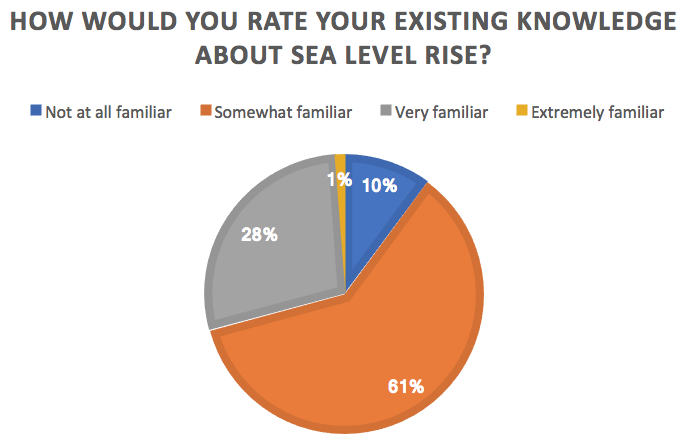 HOW WOULD YOU RATE YOUR EXISTING KNOWLEDGE
ABOUT SEA LEVEL RISE?
Not at all familiar Somewhat familiar Very familiar Extremely familiar
1% 10%
28%
61%